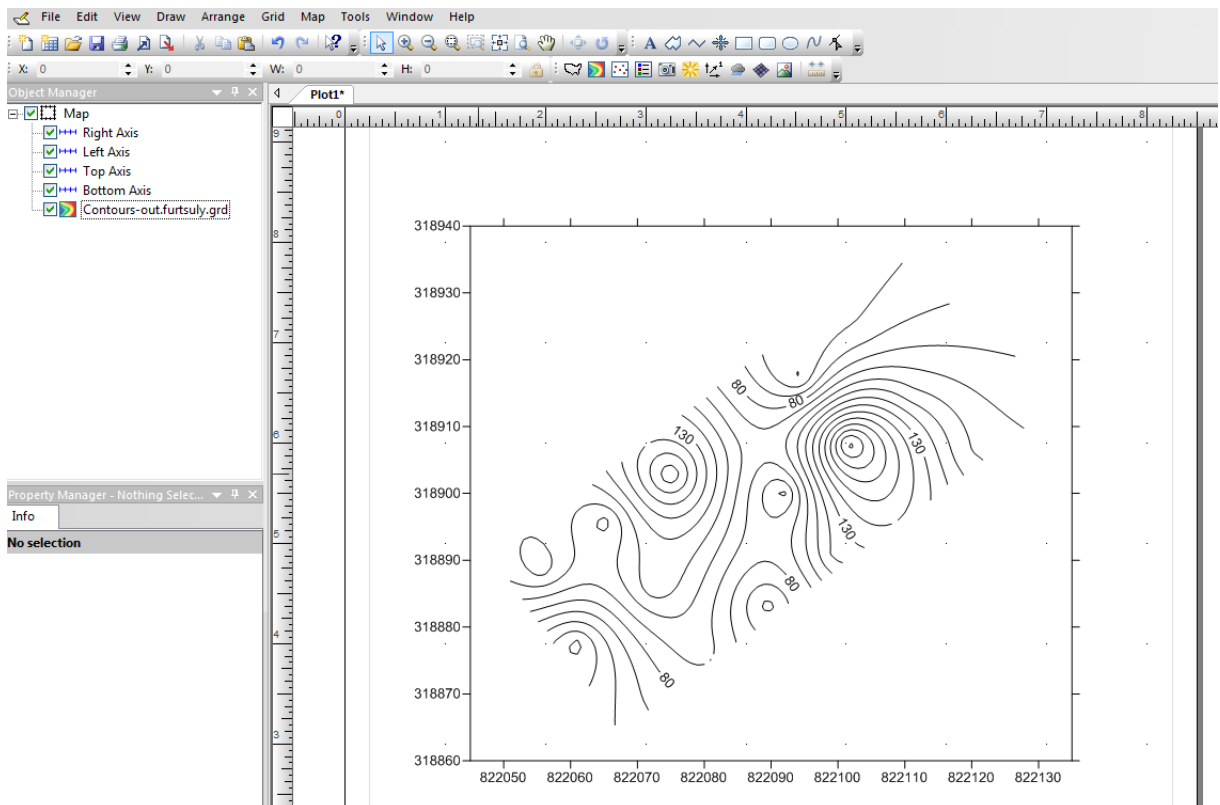 File Edit View Draw Arrange Grid Map Tools Window Help
X: 0 Y: 0 W: 0 H: 0
Object Manager
Map
Right Axis
Left Axis
Top Axis
Bottom Axis
Contours-out.furtsuly.grd
Property Manager - Nothing Selec...
Info
No selection
Plot1*
0 1 2 3 4 5 6 7 8
9
8
7
6
5
4
3
318940
318930
318920
318910
318900
318890
318880
318870
318860
822050 822060 822070 822080 822090 822100 822110 822120 822130
80
80
130
130
130
80
80